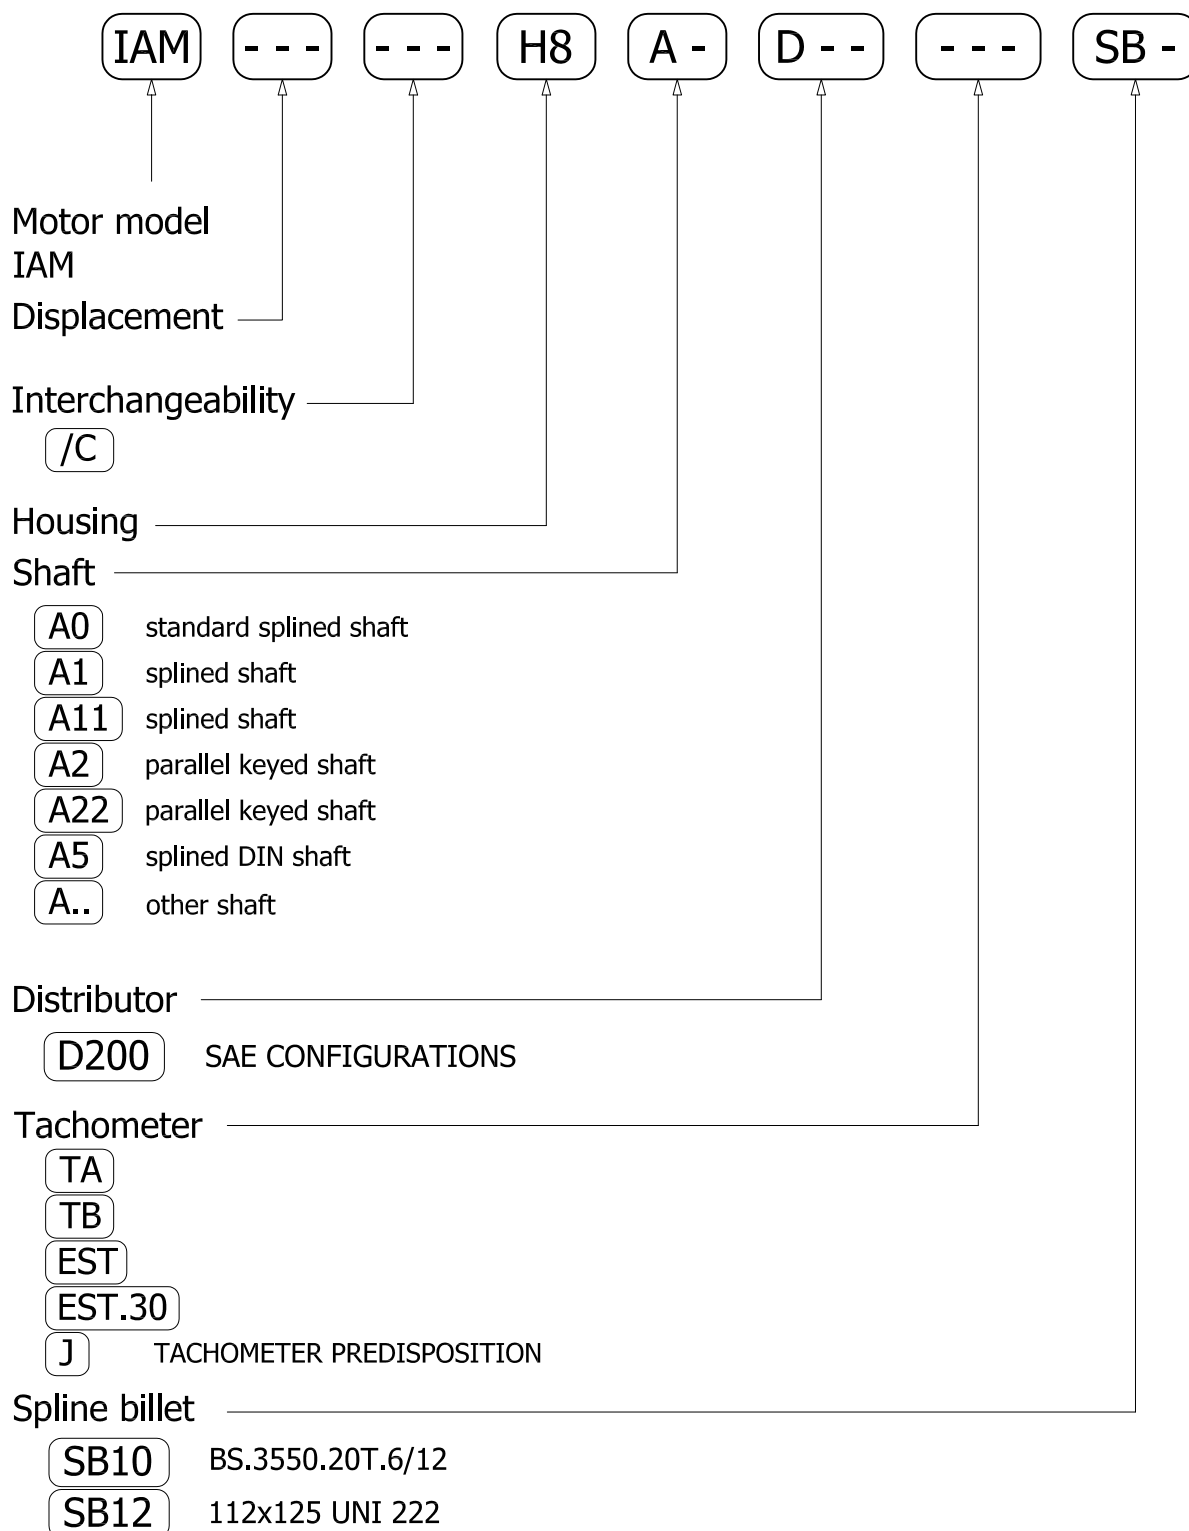 IAM --- --- H8 A - D -- --- SB -
Motor model
IAM
Displacement
Interchangeability
/C
Housing
Shaft
A0 standard splined shaft
A1 splined shaft
A11 splined shaft
A2 parallel keyed shaft
A22 parallel keyed shaft
A5 splined DIN shaft
A.. other shaft
Distributor
D200 SAE CONFIGURATIONS
Tachometer
TA
TB
EST
EST.30
J TACHOMETER PREDISPOSITION
Spline billet
SB10 BS.3550.20T.6/12
SB12 112x125 UNI 222